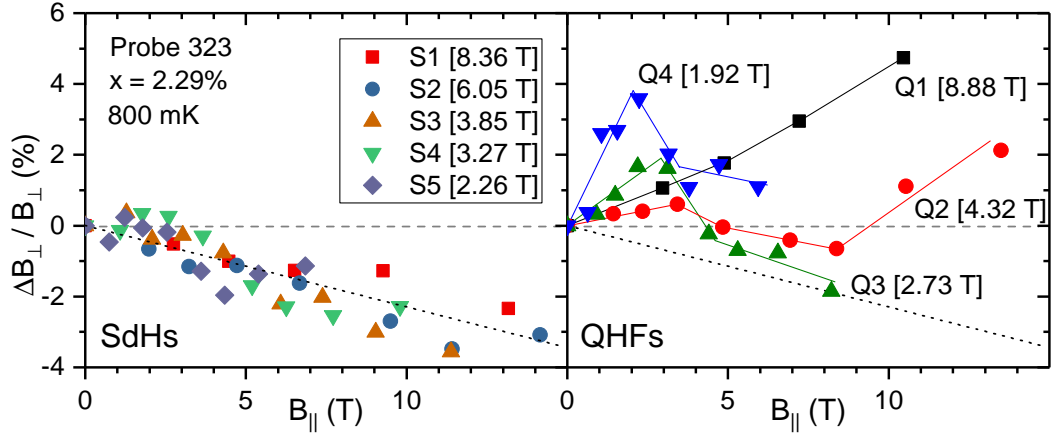 Probe 323
x = 2.29%
800 mK
S1 [8.36 T]
S2 [6.05 T]
S3 [3.85 T]
S4 [3.27 T]
S5 [2.26 T]
SdHs
6
4
2
0
-2
-4
ΔB⊥ / B⊥ (%)
0 5 10
B|| (T)
Q4 [1.92 T]
Q1 [8.88 T]
Q2 [4.32 T]
Q3 [2.73 T]
QHFs
0 5 10
B|| (T)